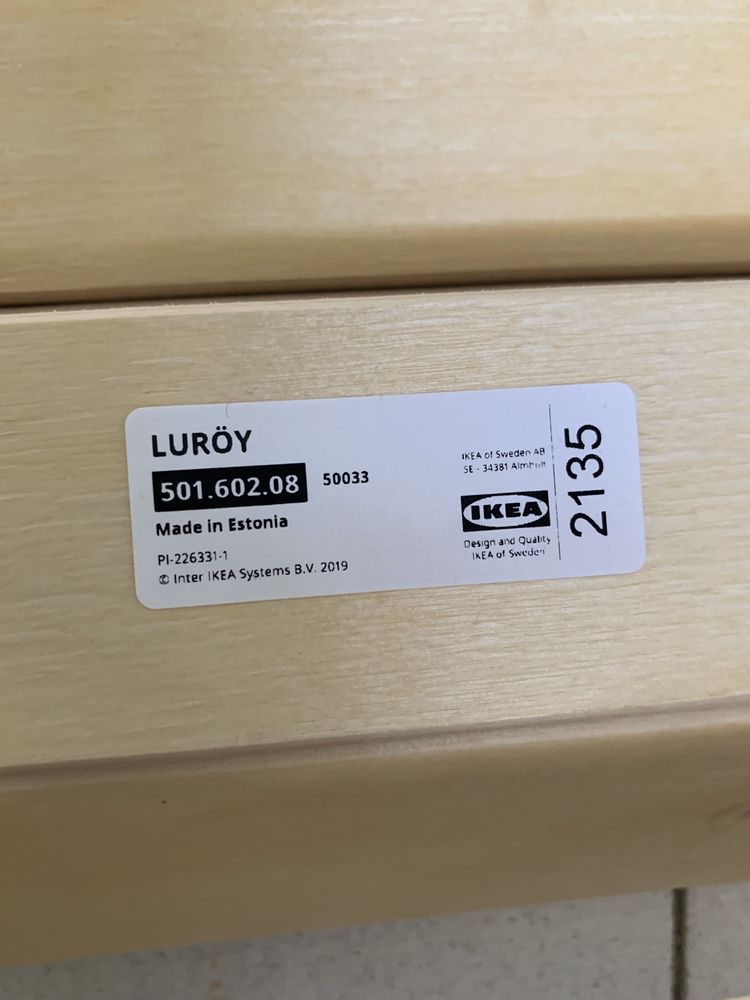 LURÖY
501.602.08 50033
Made in Estonia
PI-226331-1
© Inter IKEA Systems B.V. 2019
IKEA of Sweden AB
SE - 34381 Älmhult
IKEA
Design and Quality
IKEA of Sweden
2135